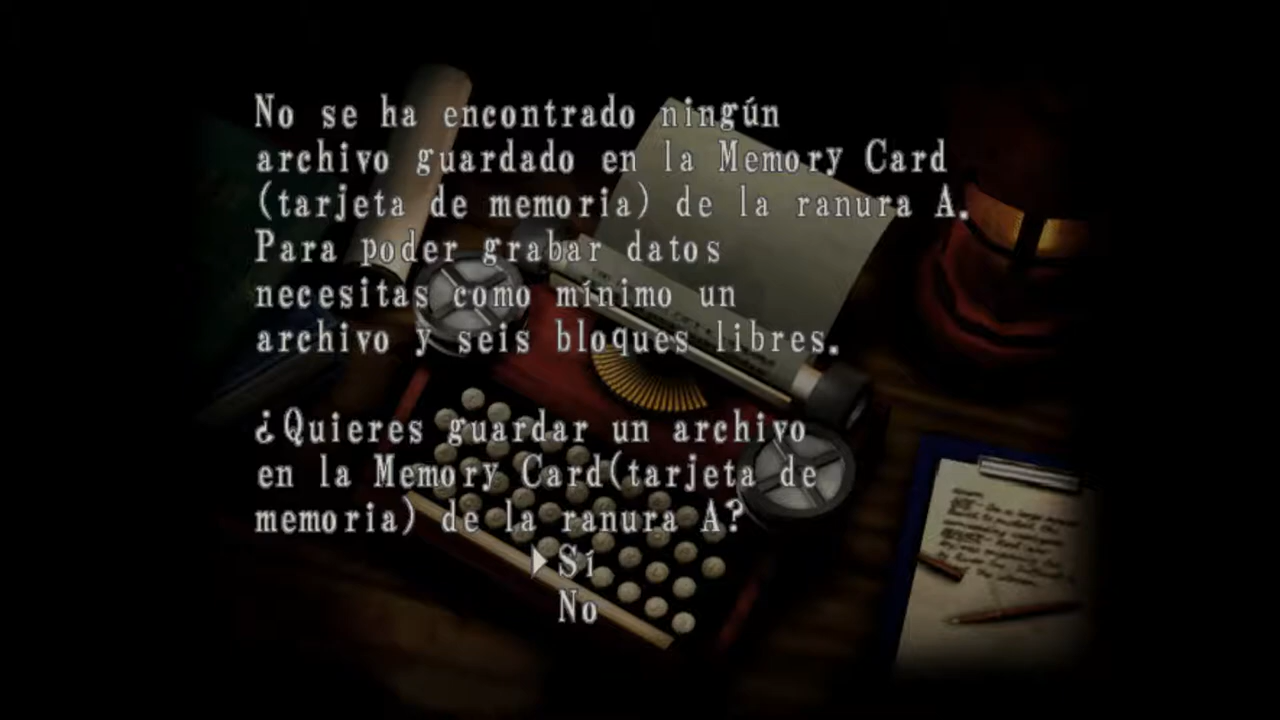 No se ha encontrado ningún
archivo guardado en la Memory Card
(tarjeta de memoria) de la ranura A.
Para poder grabar datos
necesitas como mínimo un
archivo y seis bloques libres.
¿Quieres guardar un archivo
en la Memory Card(tarjeta de
memoria) de la ranura A?
Sí
No